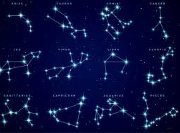 ARIES TAURUS GEMINI CANCER
LEO VIRGO LIBRA SCORPIO
SAGITTARIUS CAPRICORN AQUARIUS PISCES